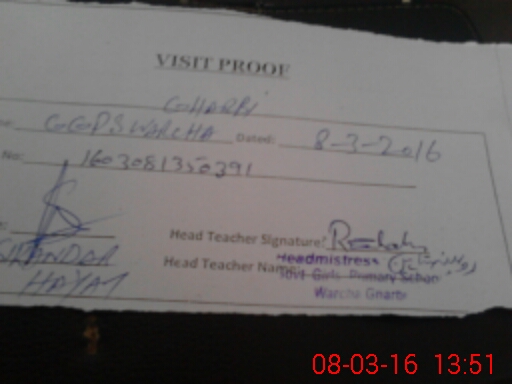 VISIT PROOF
GHARBI
GGPS WARCHA Dated: 8-3-2016
No: 1603081350391
Head Teacher Signature:
HAYAT Head Teacher Name:
Headmistress
Govt Girls Primary School
Warcha Gharbi
08-03-16 13:51